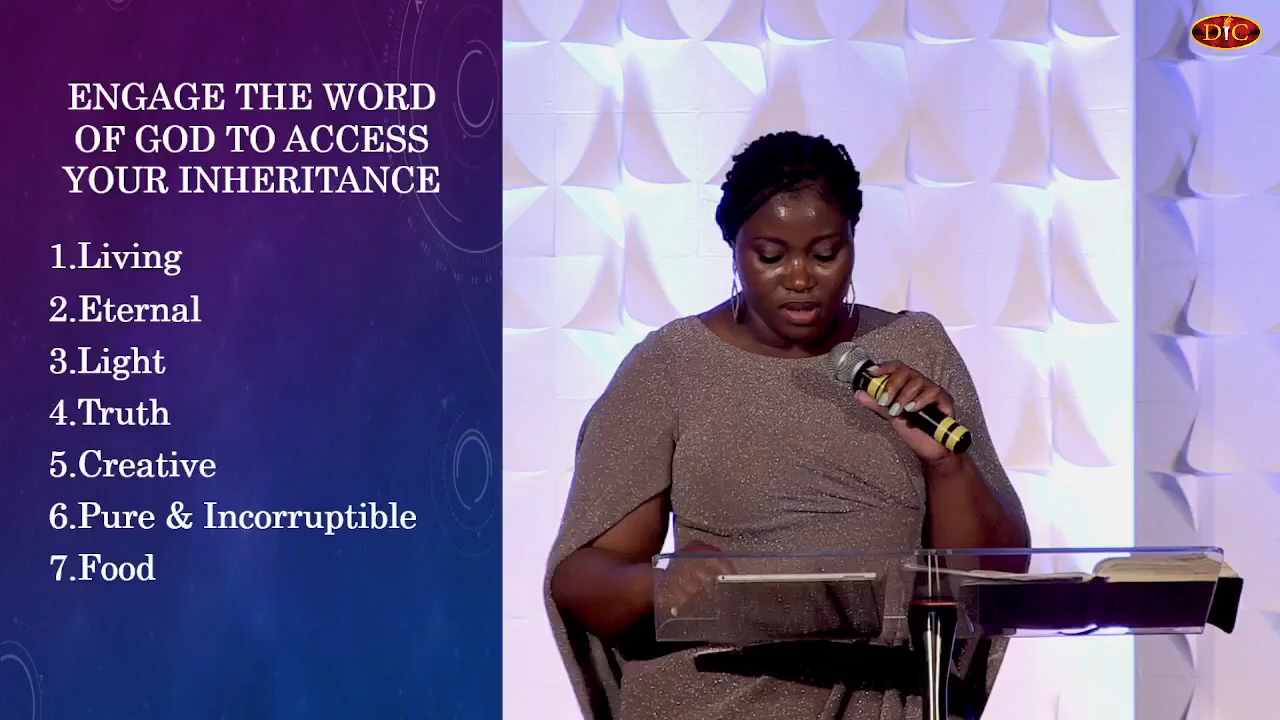 ENGAGE THE WORD
OF GOD TO ACCESS
YOUR INHERITANCE
1.Living
2.Eternal
3.Light
4.Truth
5.Creative
6.Pure & Incorruptible
7.Food
DIC